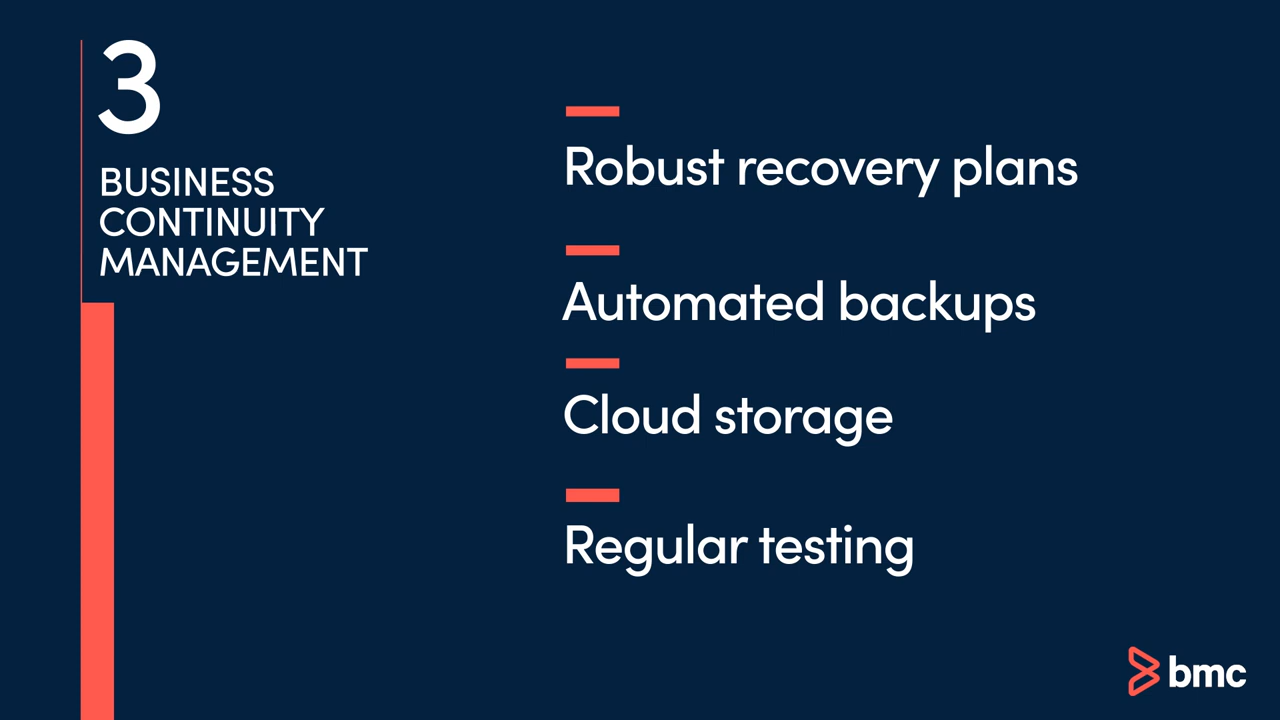 3
BUSINESS
CONTINUITY
MANAGEMENT
Robust recovery plans
Automated backups
Cloud storage
Regular testing
bmc